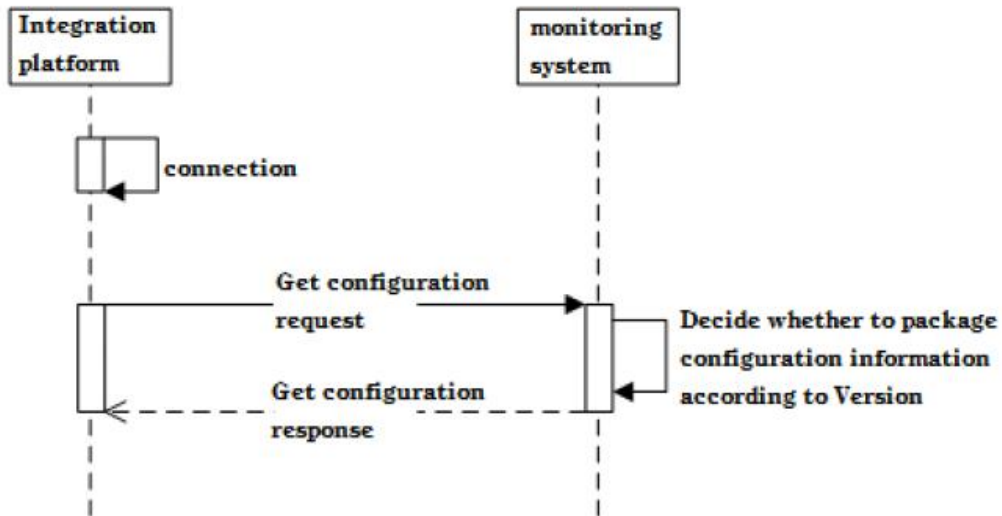 Integration
platform
monitoring
system
connection
Get configuration
request
Decide whether to package
configuration information
according to Version
Get configuration
response